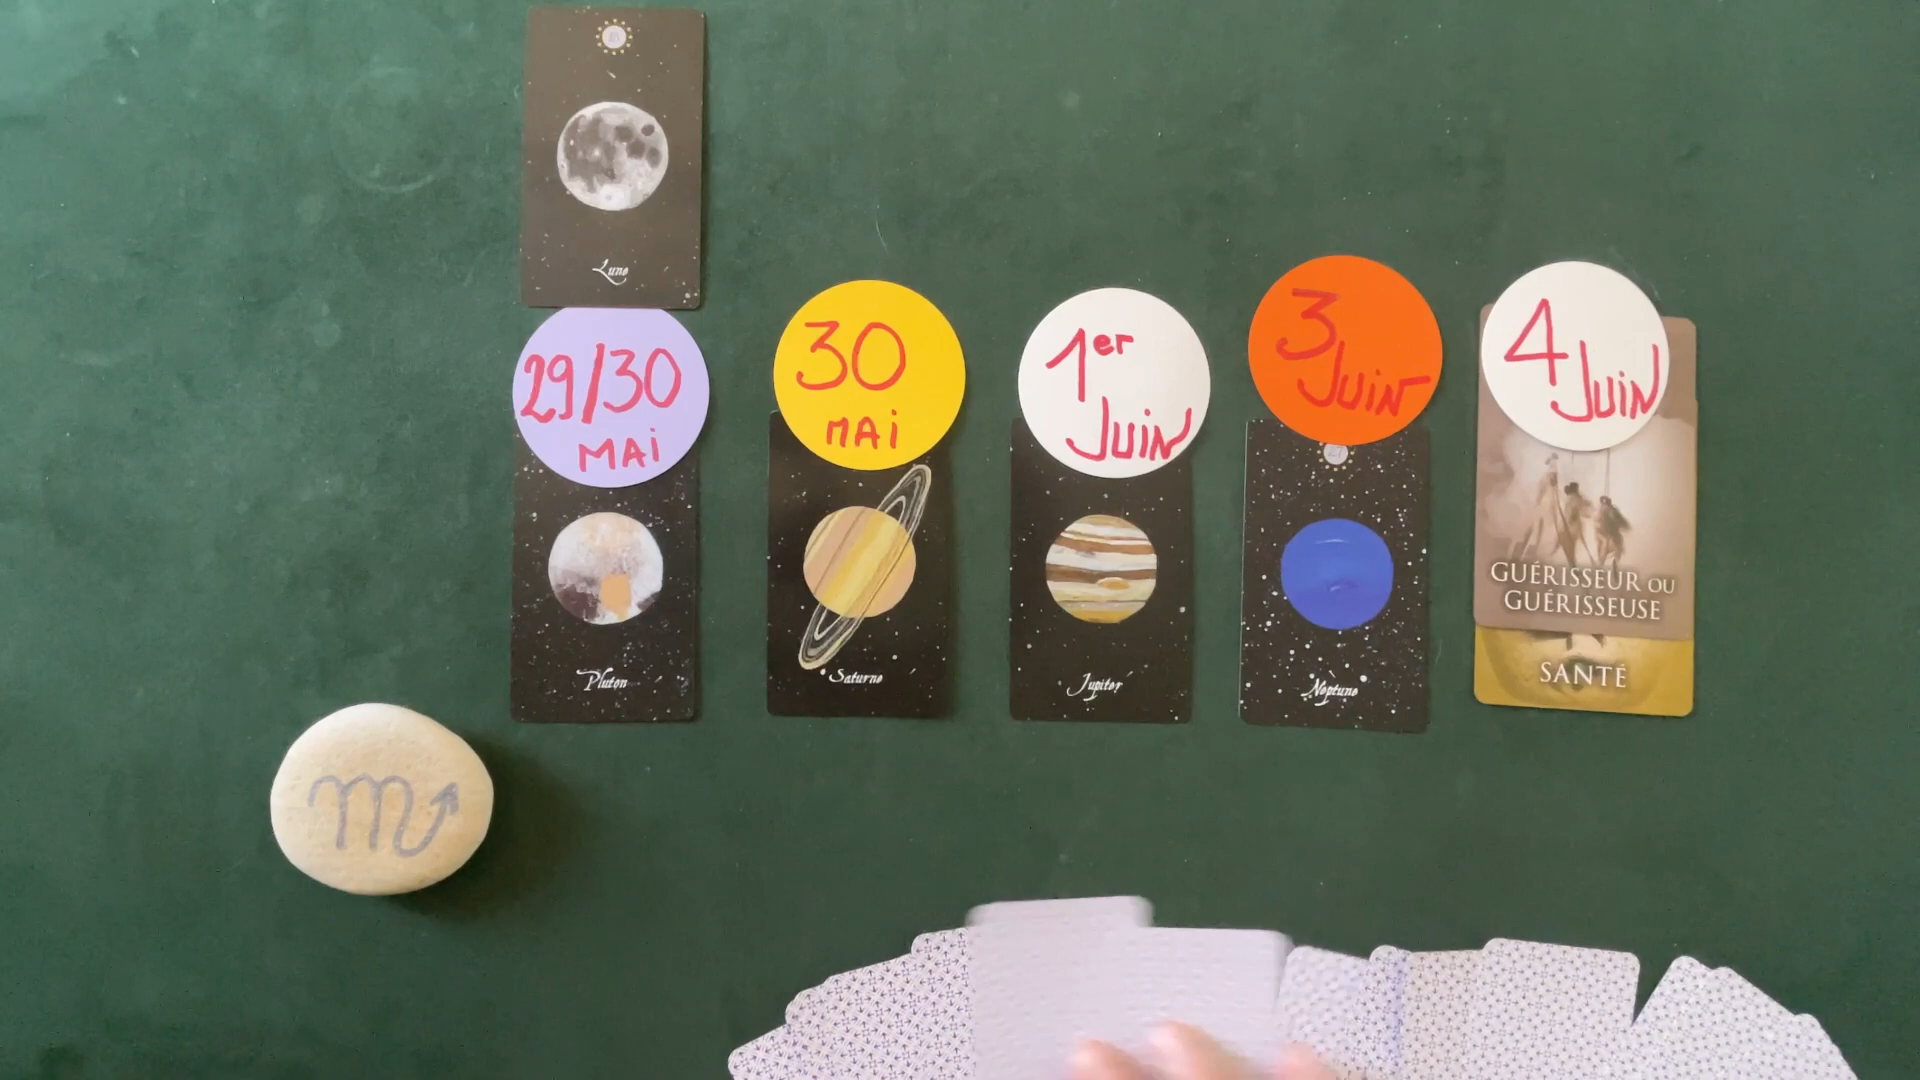 Lune
29/30
MAi
30
MAi
1er
Juin
3
Juin
4
Juin
Pluton
Saturne
Jupiter
Neptune
GUÉRISSEUR OU
GUÉRISSEUSE
SANTÉ